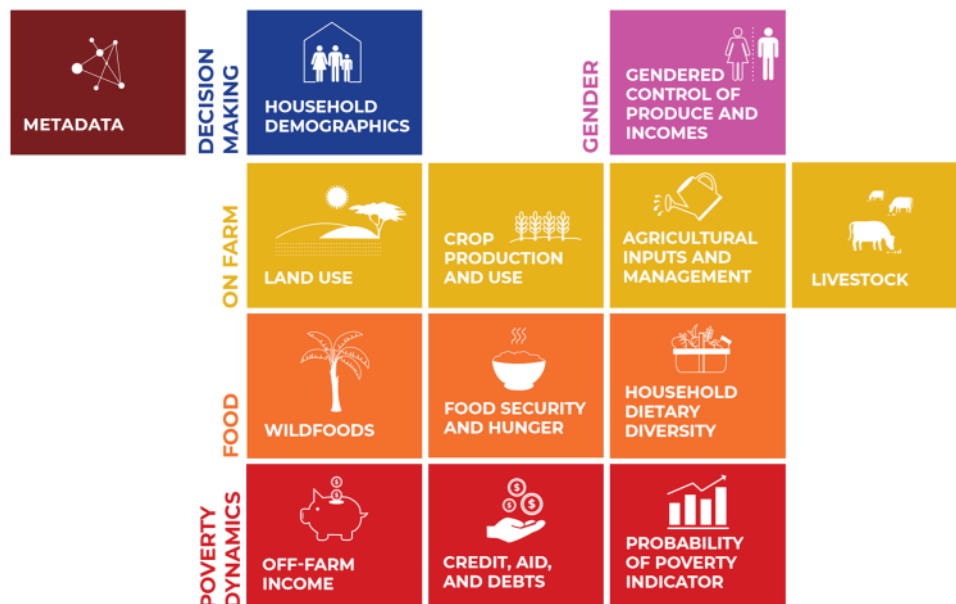 METADATA
DECISION
MAKING
HOUSEHOLD
DEMOGRAPHICS
GENDER
GENDERED
CONTROL OF
PRODUCE AND
INCOMES
ON FARM
LAND USE
CROP
PRODUCTION
AND USE
AGRICULTURAL
INPUTS AND
MANAGEMENT
LIVESTOCK
FOOD
WILDFOODS
FOOD SECURITY
AND HUNGER
HOUSEHOLD
DIETARY
DIVERSITY
POVERTY
DYNAMICS
$
$
OFF-FARM
INCOME
$
$
$
CREDIT, AID,
AND DEBTS
PROBABILITY
OF POVERTY
INDICATOR